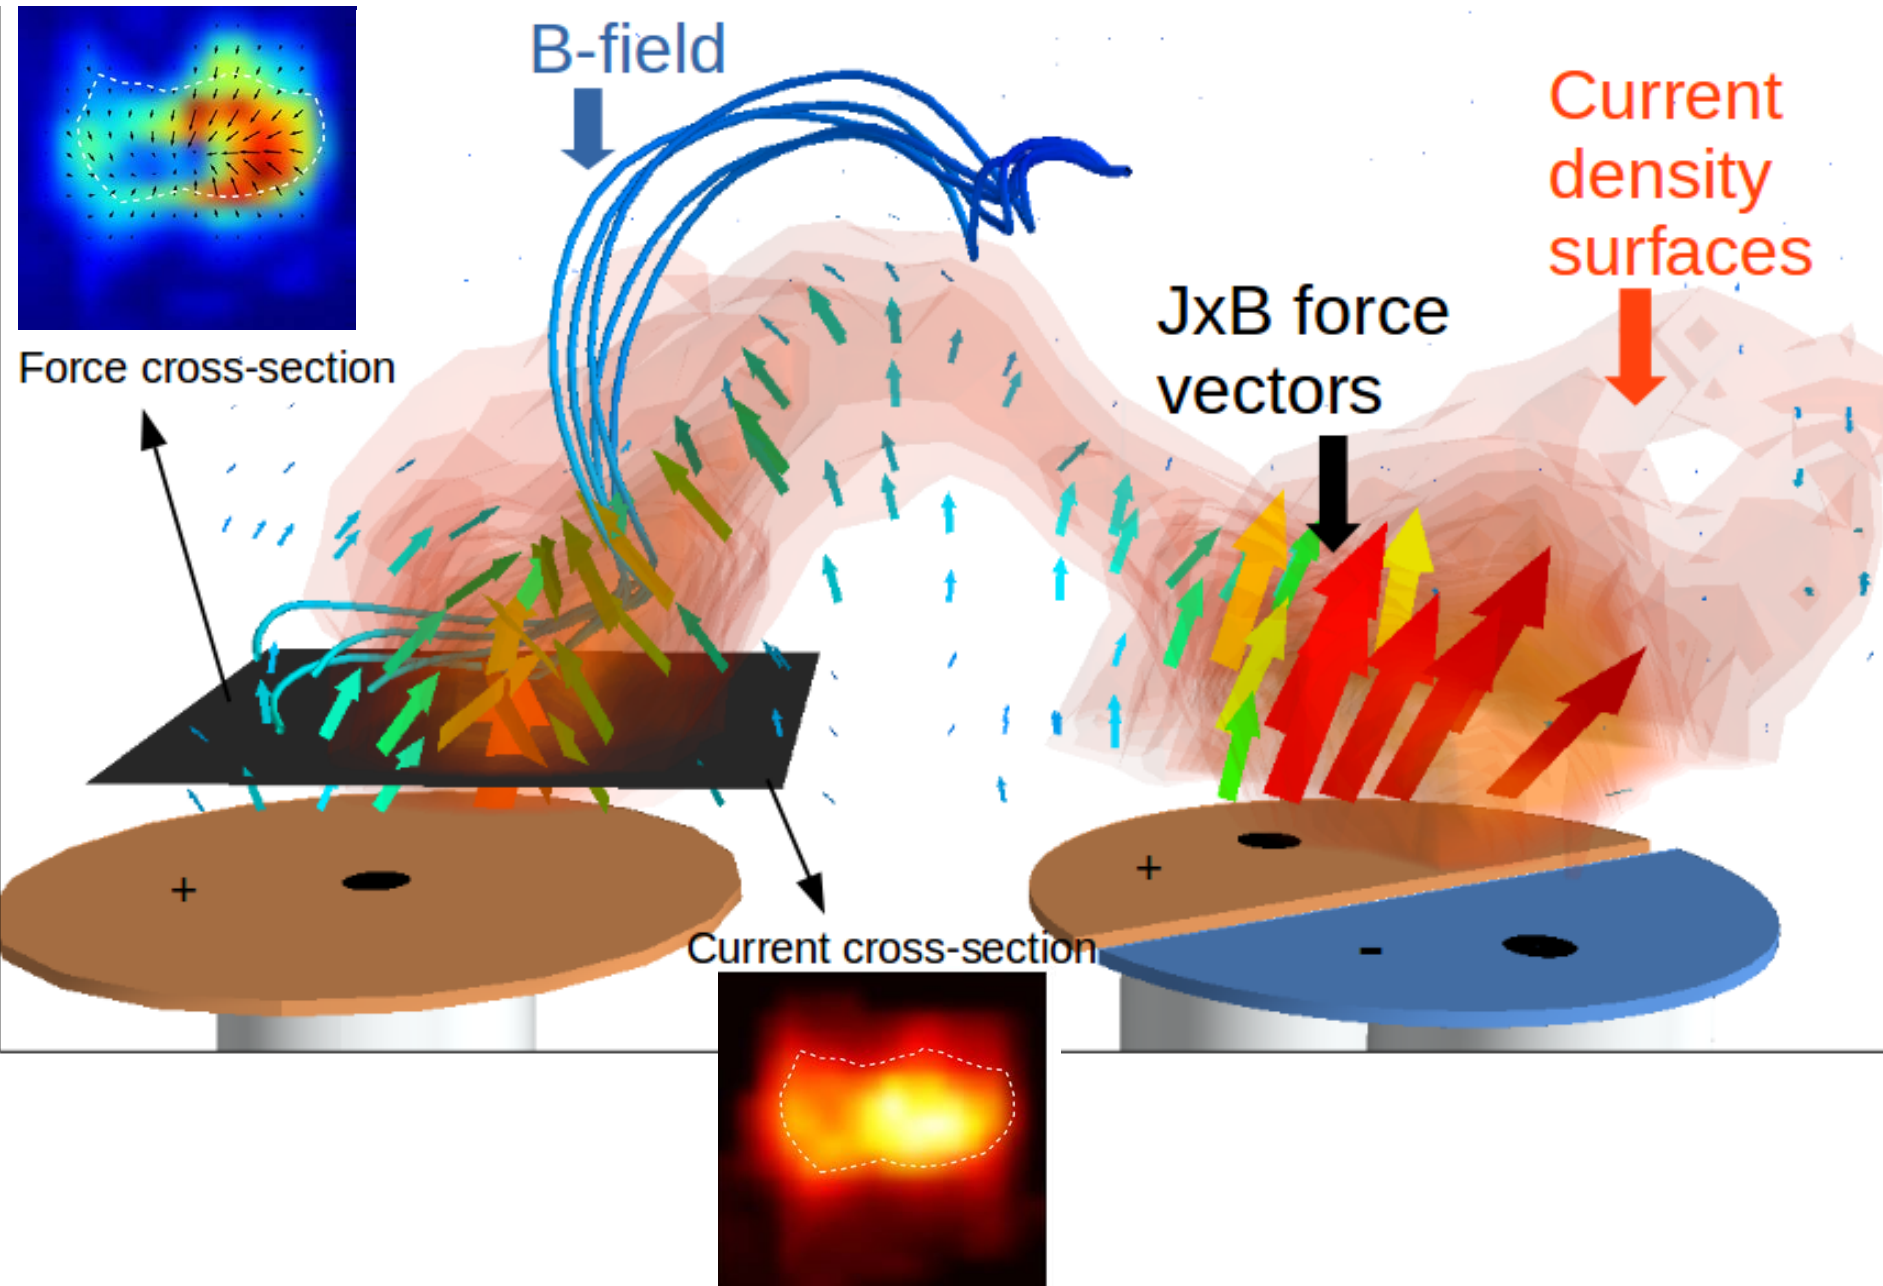 B-field
Current
density
surfaces
JxB force
vectors
Force cross-section
+
+
-
Current cross-section